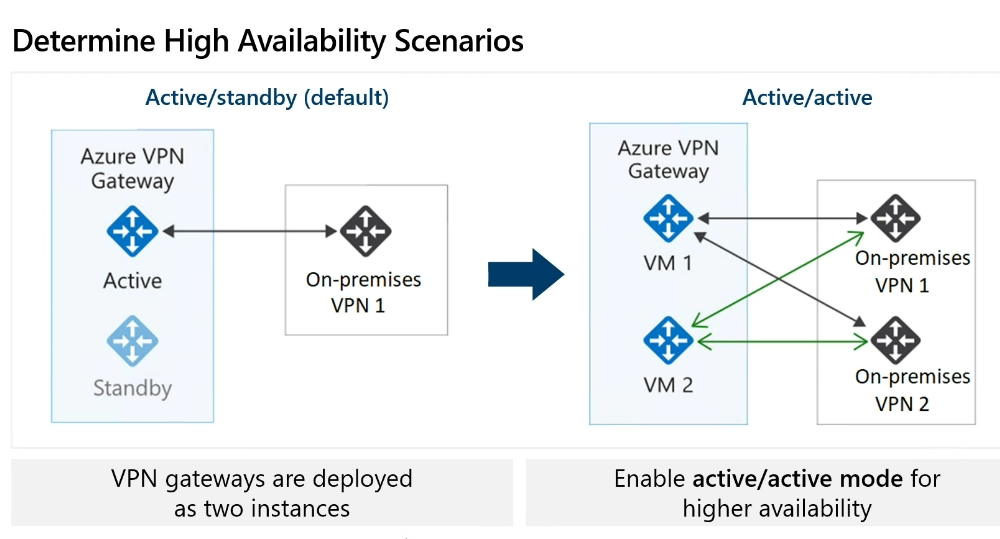 Determine High Availability Scenarios
Active/standby (default)
Azure VPN
Gateway
Active
Standby
On-premises
VPN 1
Active/active
Azure VPN
Gateway
VM 1
VM 2
On-premises
VPN 1
On-premises
VPN 2
VPN gateways are deployed
as two instances
Enable active/active mode for
higher availability